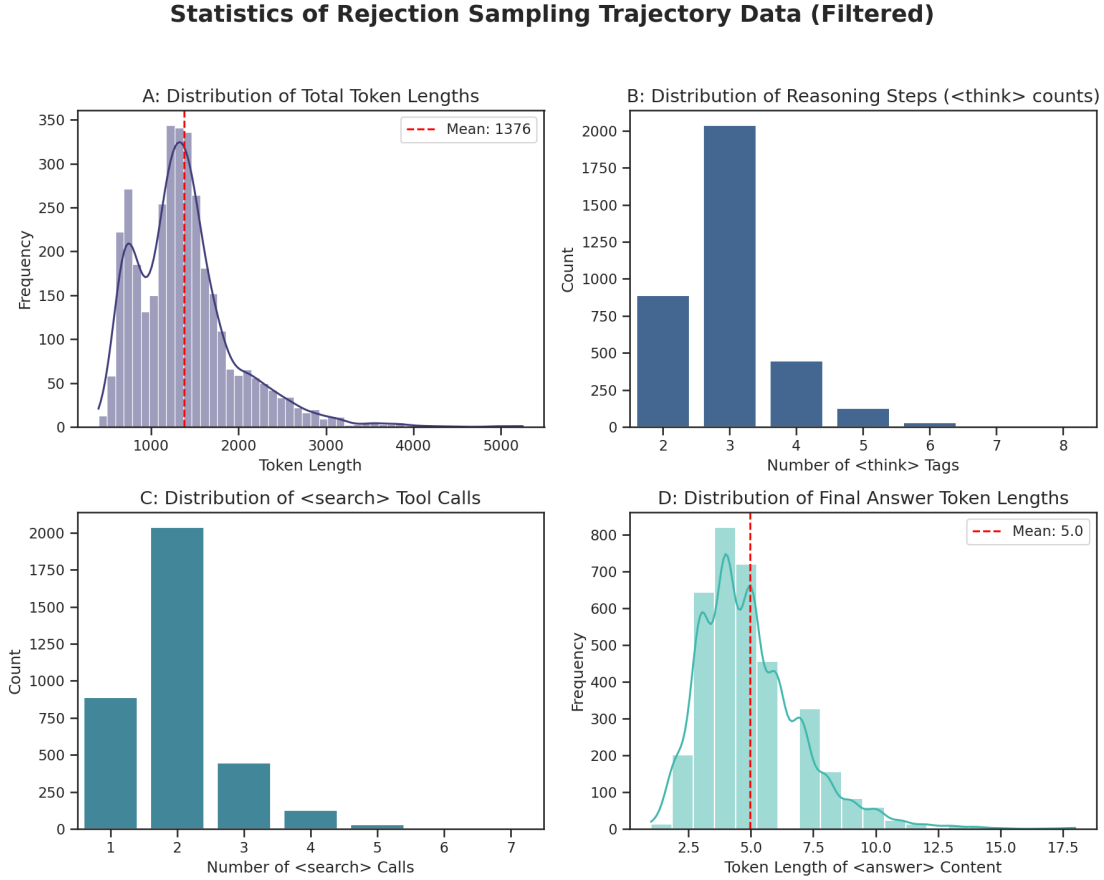 Statistics of Rejection Sampling Trajectory Data (Filtered)
A: Distribution of Total Token Lengths
Frequency
350
300
250
200
150
100
50
0
Mean: 1376
1000 2000 3000 4000 5000
Token Length
B: Distribution of Reasoning Steps (<think> counts)
Count
2000
1750
1500
1250
1000
750
500
250
0
2 3 4 5 6 7 8
Number of <think> Tags
C: Distribution of <search> Tool Calls
Count
2000
1750
1500
1250
1000
750
500
250
0
1 2 3 4 5 6 7
Number of <search> Calls
D: Distribution of Final Answer Token Lengths
Frequency
800
700
600
500
400
300
200
100
0
Mean: 5.0
2.5 5.0 7.5 10.0 12.5 15.0 17.5
Token Length of <answer> Content